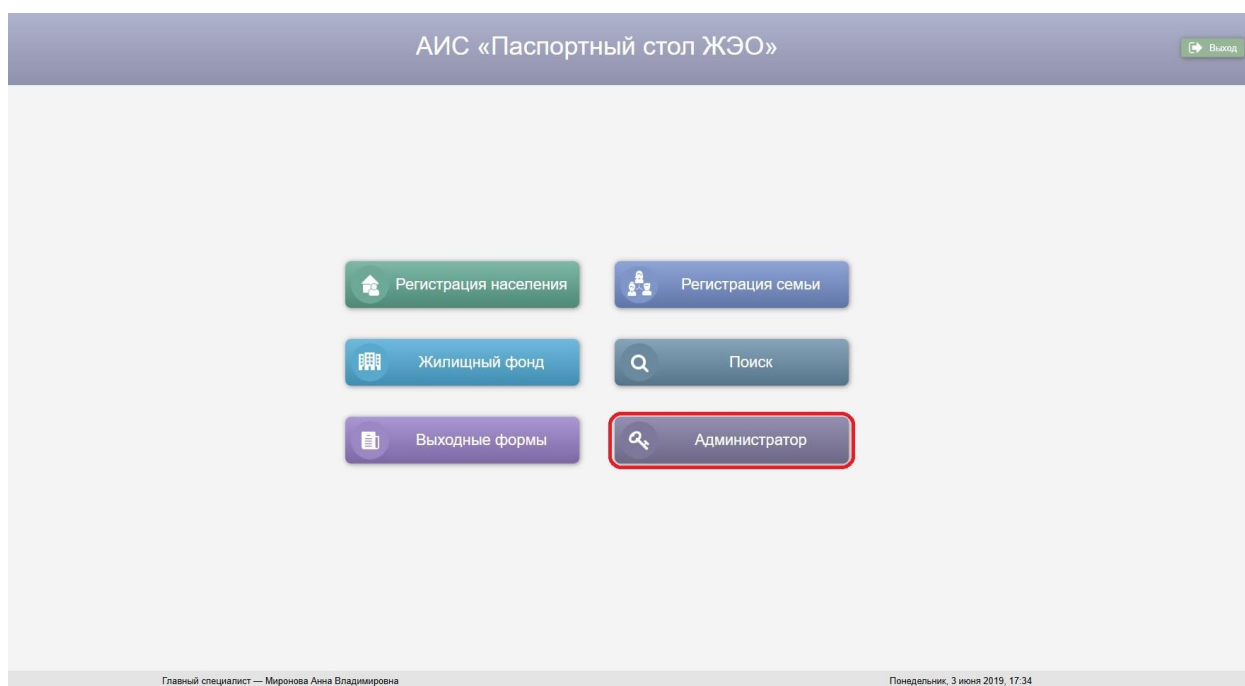 АИС «Паспортный стол ЖЭО»
Выход
Регистрация населения
Регистрация семьи
Жилищный фонд
Поиск
Выходные формы
Администратор
Главный специалист — Миронова Анна Владимировна
Понедельник, 3 июня 2019, 17:34